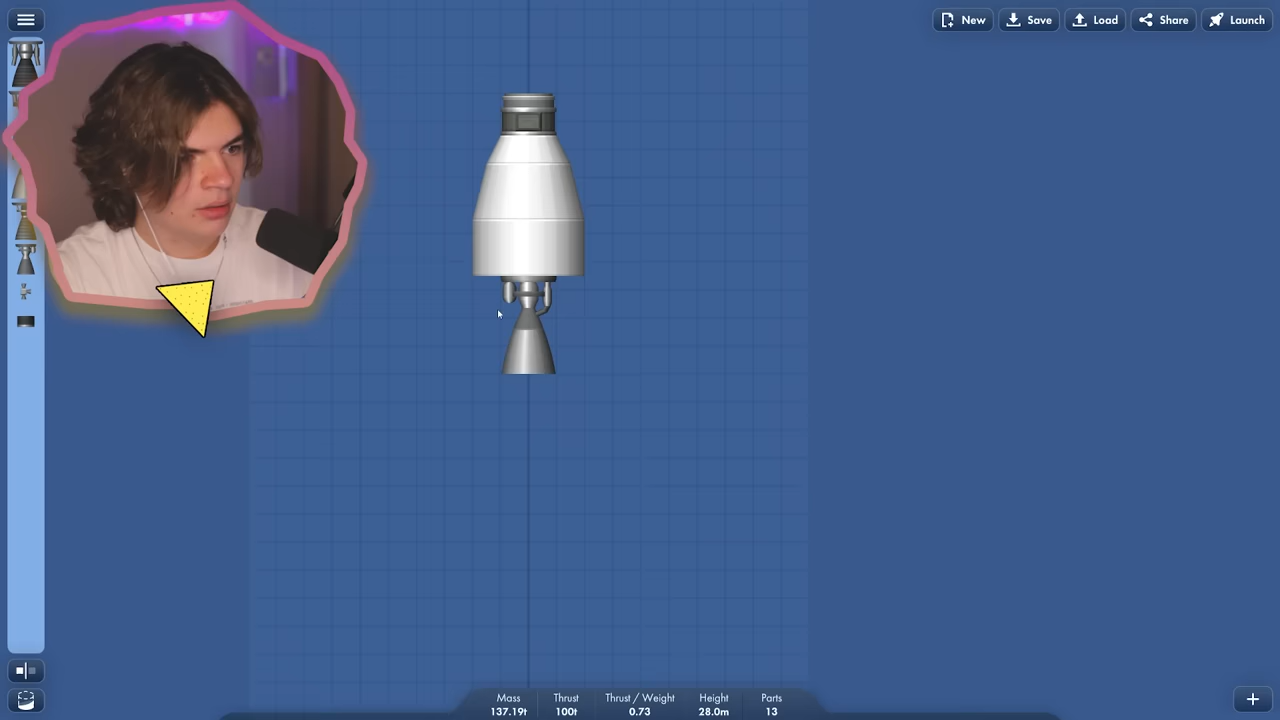 New
Save
Load
Share
Launch
Mass
Thrust
Thrust / Weight
Height
Parts
137.19t
100t
0.73
28.0m
13